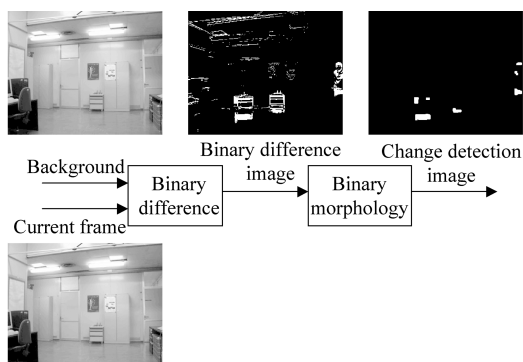 Binary difference
image
Change detection
image
Background
Binary
difference
Binary
morphology
Current frame